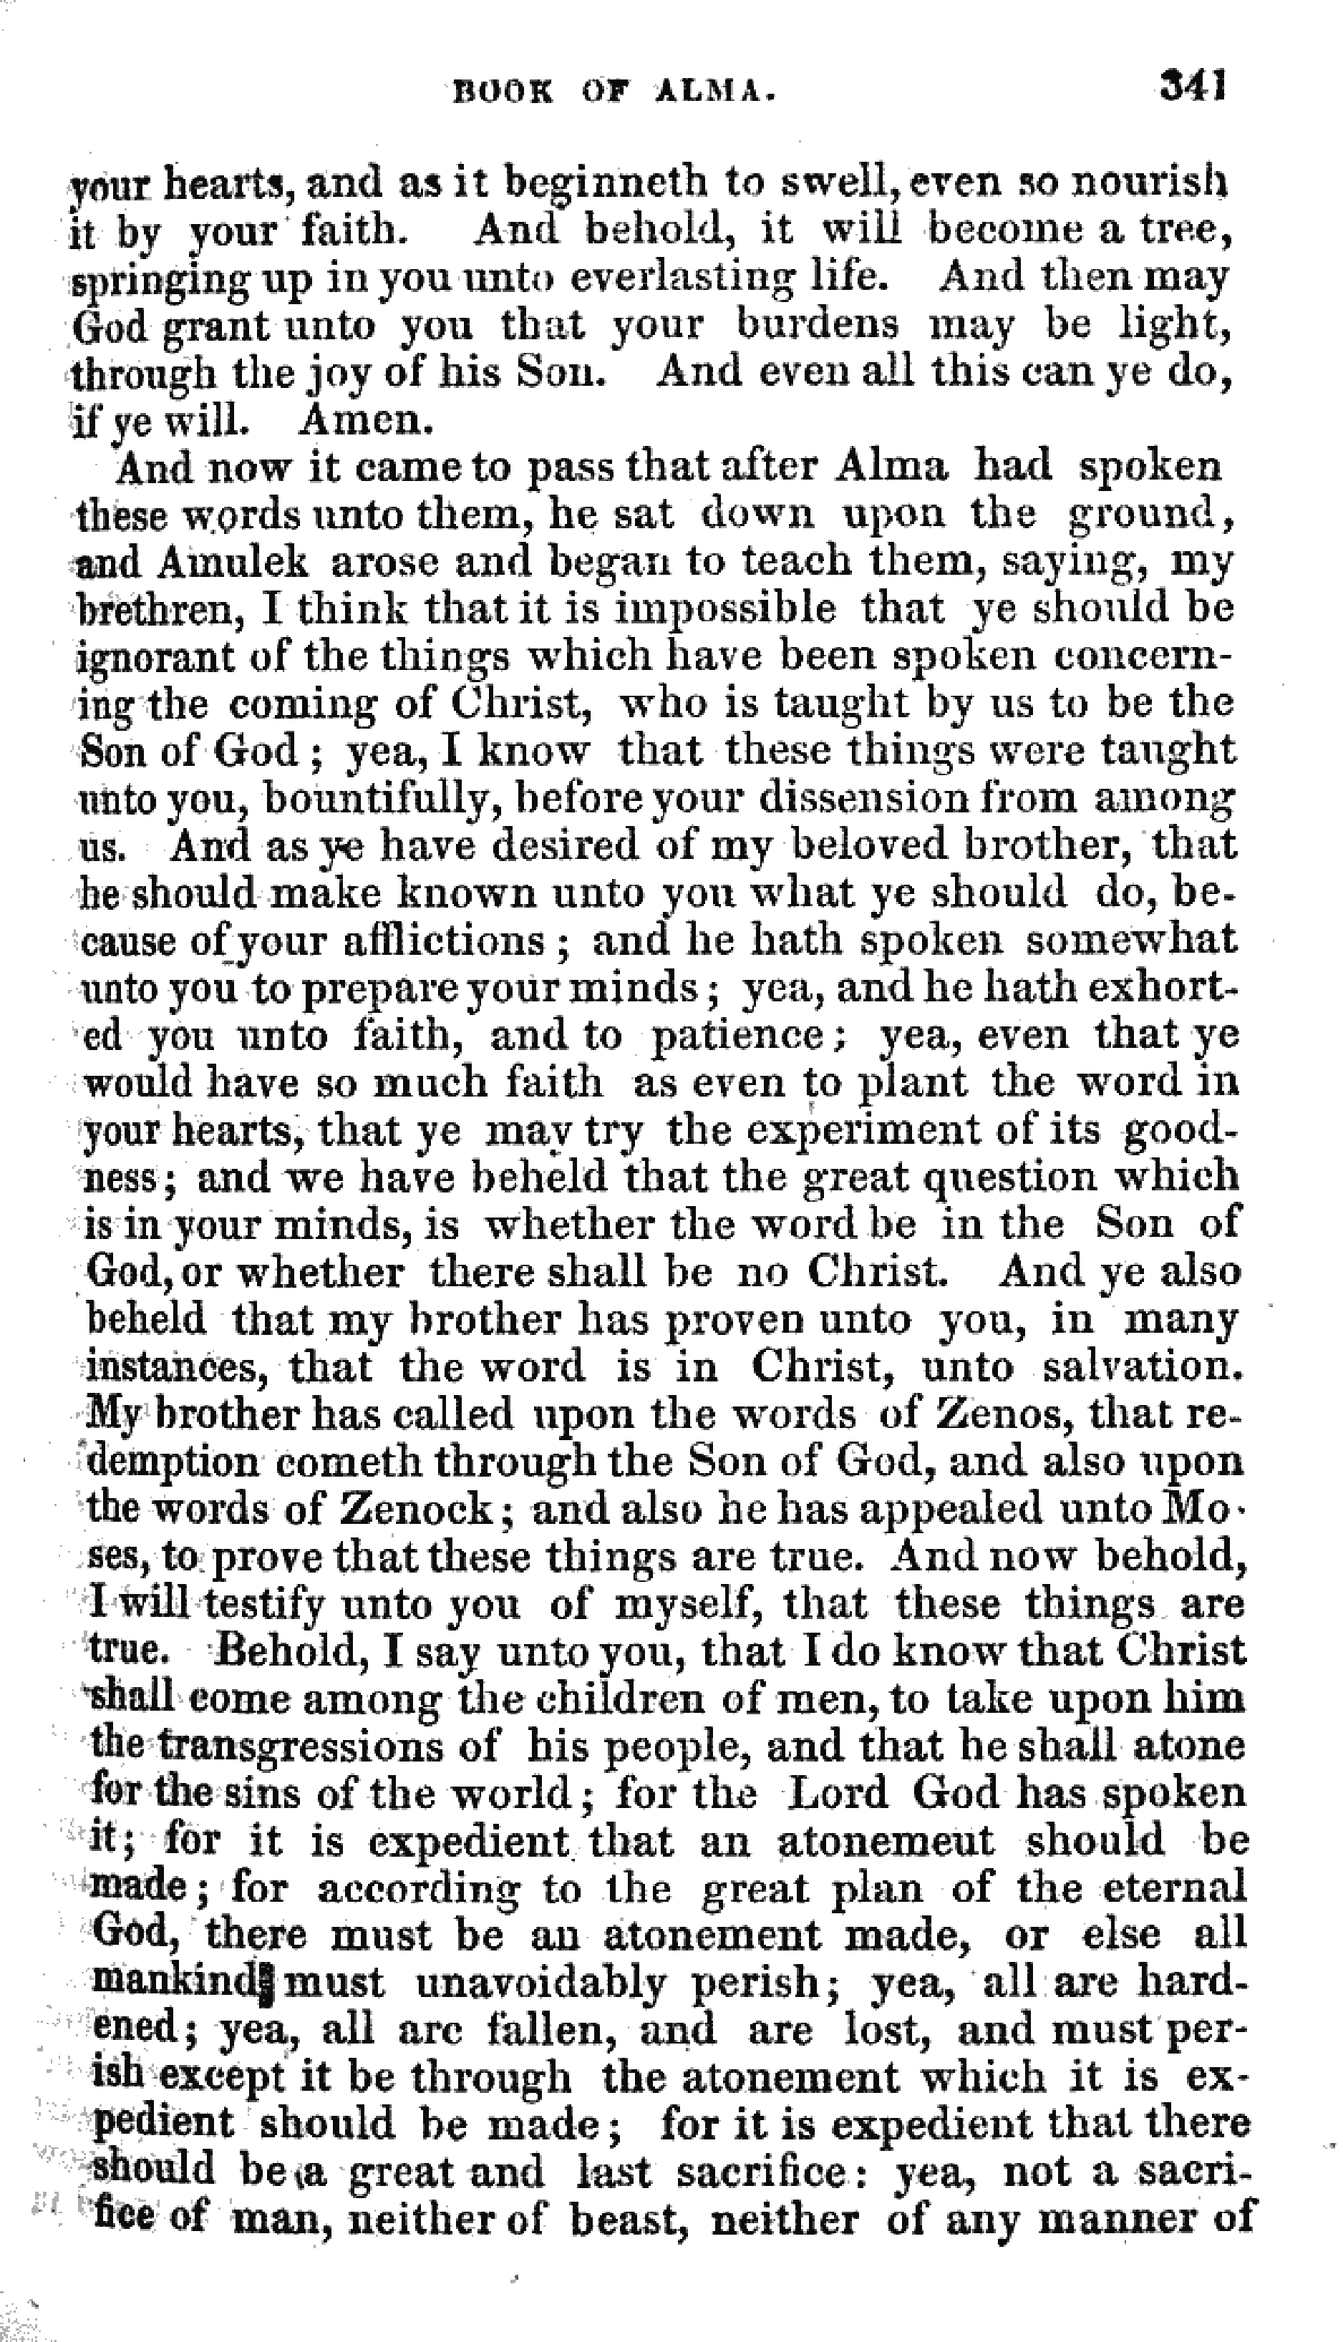 BOOK OF ALMA. 341
your hearts, and as it beginneth to swell, even so nourish
it by your faith. And behold, it will become a tree,
springing up in you unto everlasting life. And then may
God grant unto you that your burdens may be light,
through the joy of his Son. And even all this can ye do,
if ye will. Amen.
And now it came to pass that after Alma had spoken
these words unto them, he sat down upon the ground,
and Amulek arose and began to teach them, saying, my
brethren, I think that it is impossible that ye should be
ignorant of the things which have been spoken concern-
ing the coming of Christ, who is taught by us to be the
Son of God; yea, I know that these things were taught
unto you, bountifully, before your dissension from among
us. And as ye have desired of my beloved brother, that
he should make known unto you what ye should do, be-
cause of your afflictions; and he hath spoken somewhat
unto you to prepare your minds; yea, and he hath exhort-
ed you unto faith, and to patience; yea, even that ye
would have so much faith as even to plant the word in
your hearts, that ye may try the experiment of its good-
ness; and we have beheld that the great question which
is in your minds, is whether the word be in the Son of
God, or whether there shall be no Christ. And ye also
beheld that my brother has proven unto you, in many
instances, that the word is in Christ, unto salvation.
My brother has called upon the words of Zenos, that re-
demption cometh through the Son of God, and also upon
the words of Zenock; and also he has appealed unto Mo-
ses, to prove that these things are true. And now behold,
I will testify unto you of myself, that these things are
true. Behold, I say unto you, that I do know that Christ
shall come among the children of men, to take upon him
the transgressions of his people, and that he shall atone
for the sins of the world; for the Lord God has spoken
it; for it is expedient that an atonemeut should be
made; for according to the great plan of the eternal
God, there must be an atonement made, or else all
mankind must unavoidably perish; yea, all are hard-
ened; yea, all are fallen, and are lost, and must per-
ish except it be through the atonement which it is ex-
pedient should be made; for it is expedient that there
should be a great and last sacrifice: yea, not a sacri-
fice of man, neither of beast, neither of any manner of